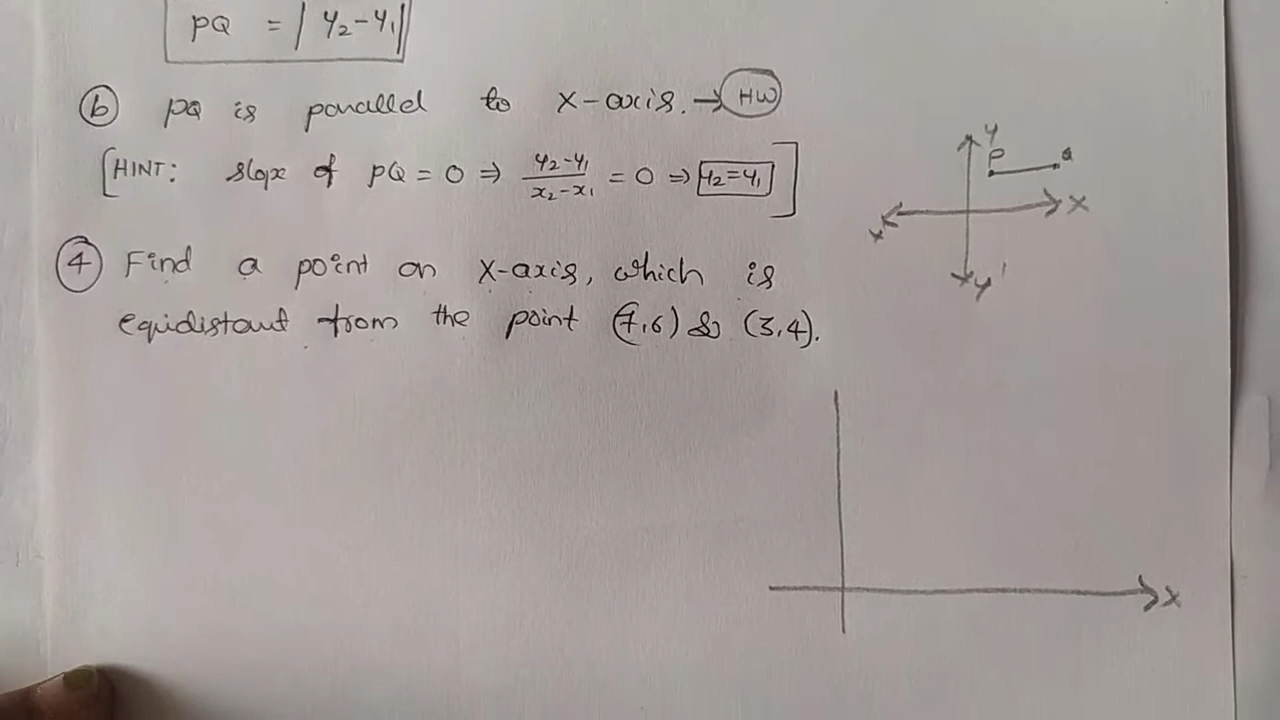 PQ = |y₂-y₁|
(b) PQ is parallel to X-axis. → HW
[HINT: slope of PQ = 0 ⇒ y₂-y₁/x₂-x₁ = 0 ⇒ y₂=y₁]
y
P Q
X
x'
y'
(4) Find a point on X-axis, which is
equidistant from the point (7,6) & (3,4).
X